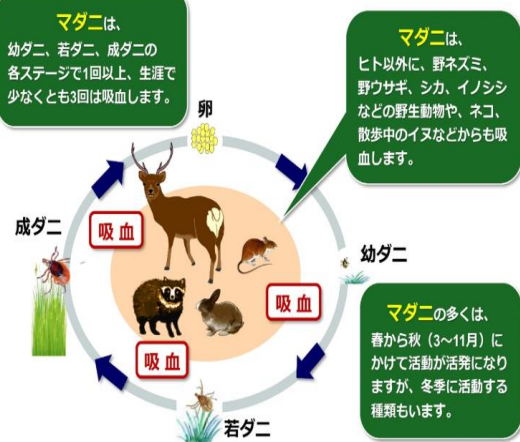 マダニは、
幼ダニ、若ダニ、成ダニの
各ステージで1回以上、生涯で
少なくとも3回は吸血します。
マダニは、
ヒト以外に、野ネズミ、
野ウサギ、シカ、イノシシ
などの野生動物や、ネコ、
散歩中のイヌなどからも吸
血します。
卵
成ダニ
吸血
幼ダニ
吸血
吸血
若ダニ
マダニの多くは、
春から秋（3～11月）に
かけて活動が活発になり
ますが、冬季に活動する
種類もいます。